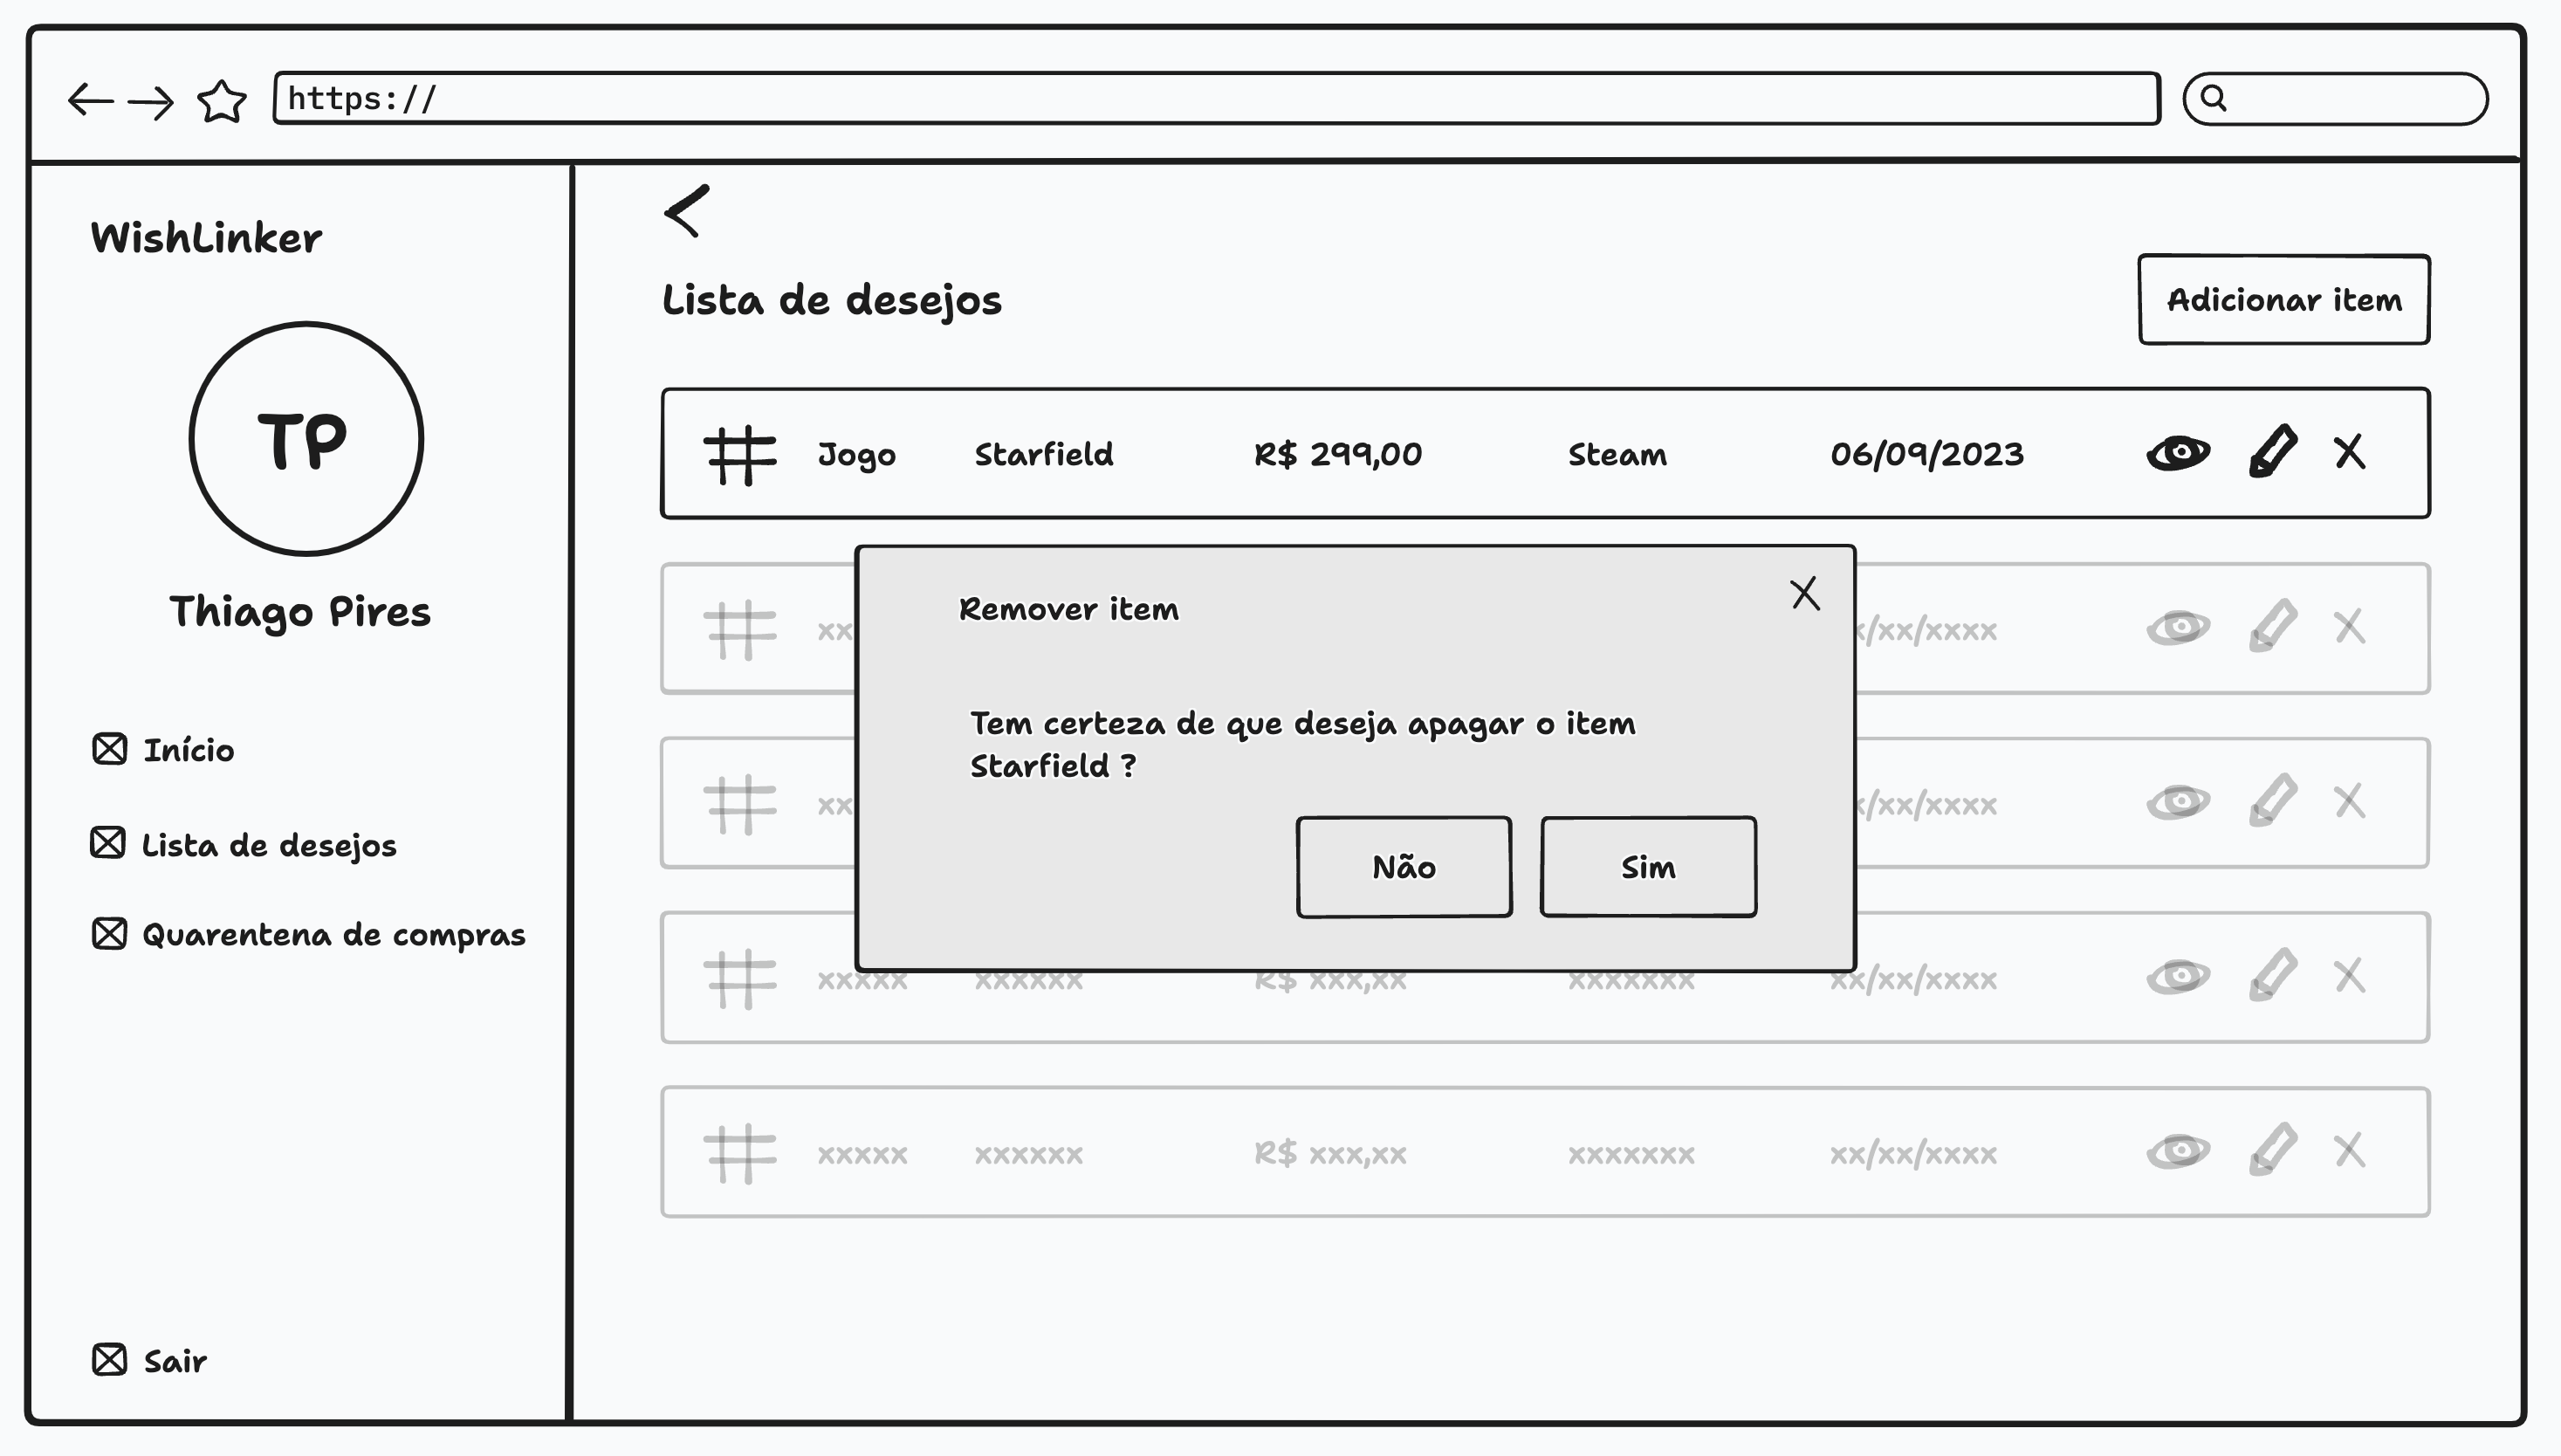 https://
WishLinker
TP
Thiago Pires
Início
Lista de desejos
Quarentena de compras
Sair
Lista de desejos
Adicionar item
Jogo Starfield R$ 299,00 Steam 06/09/2023
xx x/xx/xxxx
Remover item
Tem certeza de que deseja apagar o item
Starfield ?
xx x/xx/xxxx
Não Sim
xxxxx xxxxxx R$ xxx,xx xxxxxxx xx/xx/xxxx
xxxxx xxxxxx R$ xxx,xx xxxxxxx xx/xx/xxxx